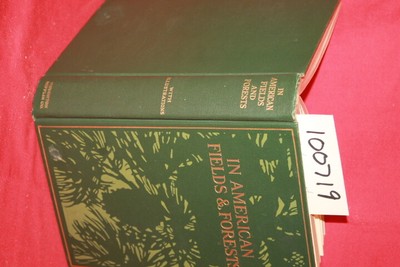 IN
AMERICAN
FIELDS
AND
FORESTS
WITH
ILLUSTRATIONS
IN AMERICAN
FIELDS & FORESTS
100719